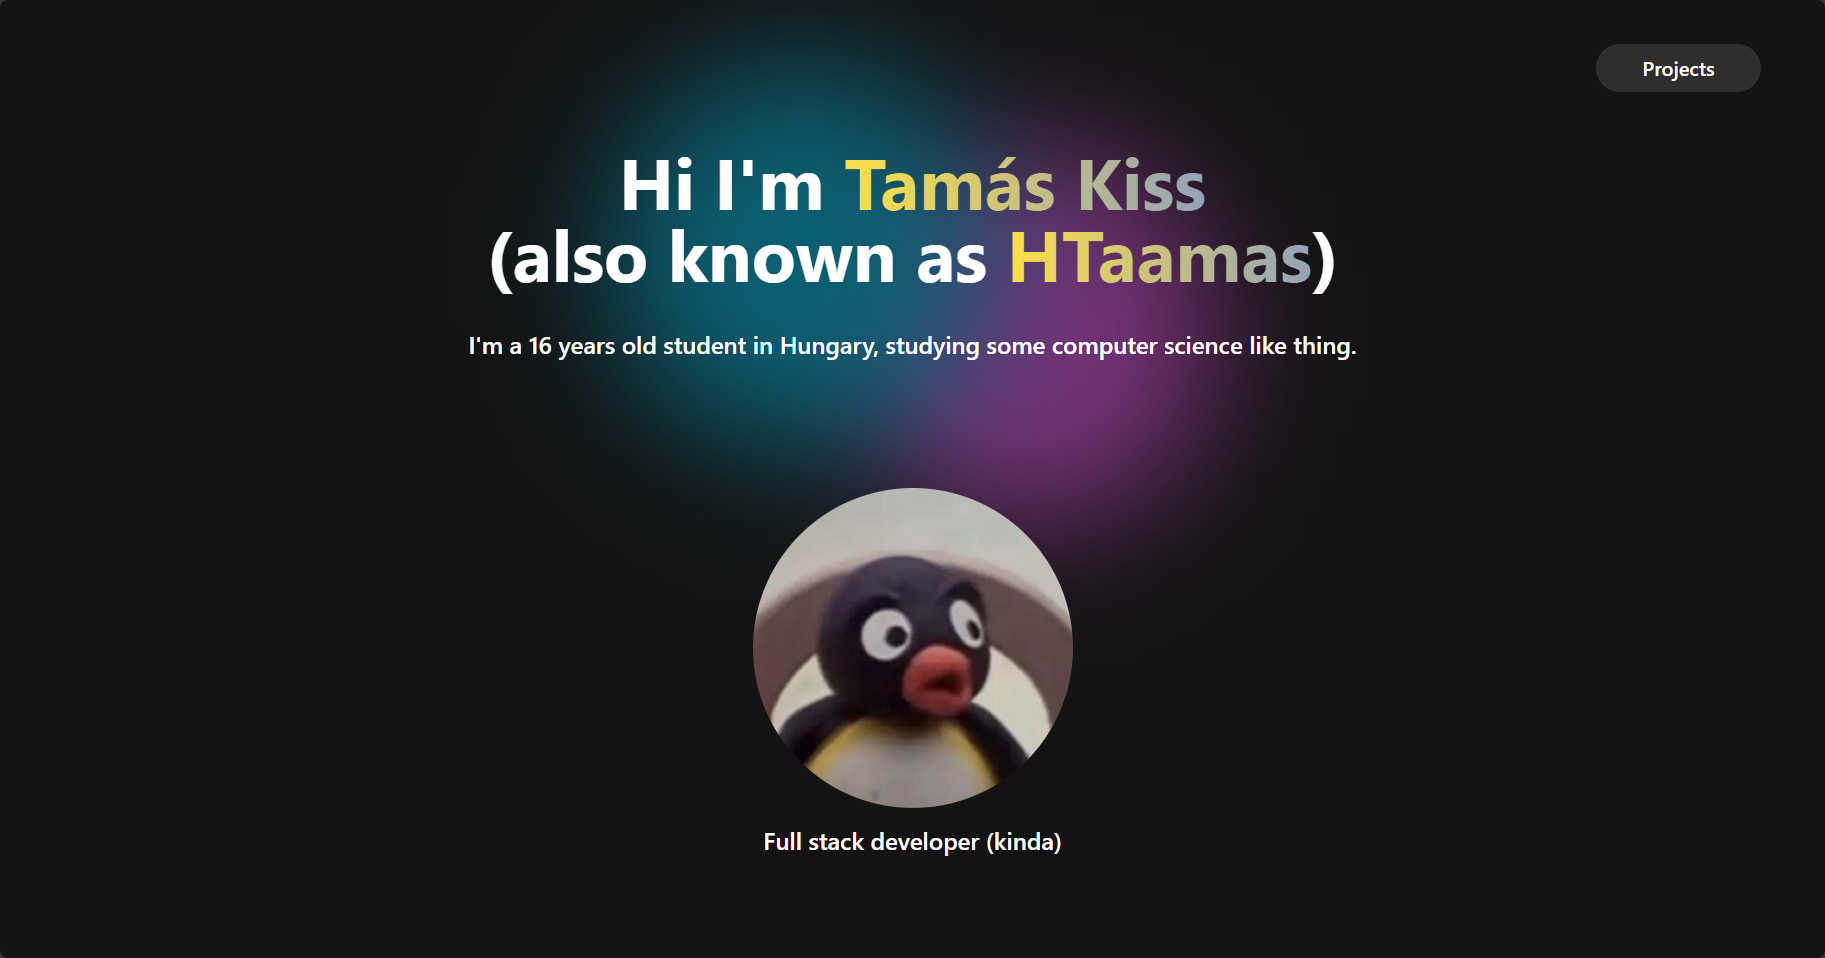 Projects
Hi I'm Tamás Kiss
(also known as HTaamas)
I'm a 16 years old student in Hungary, studying some computer science like thing.
Full stack developer (kinda)